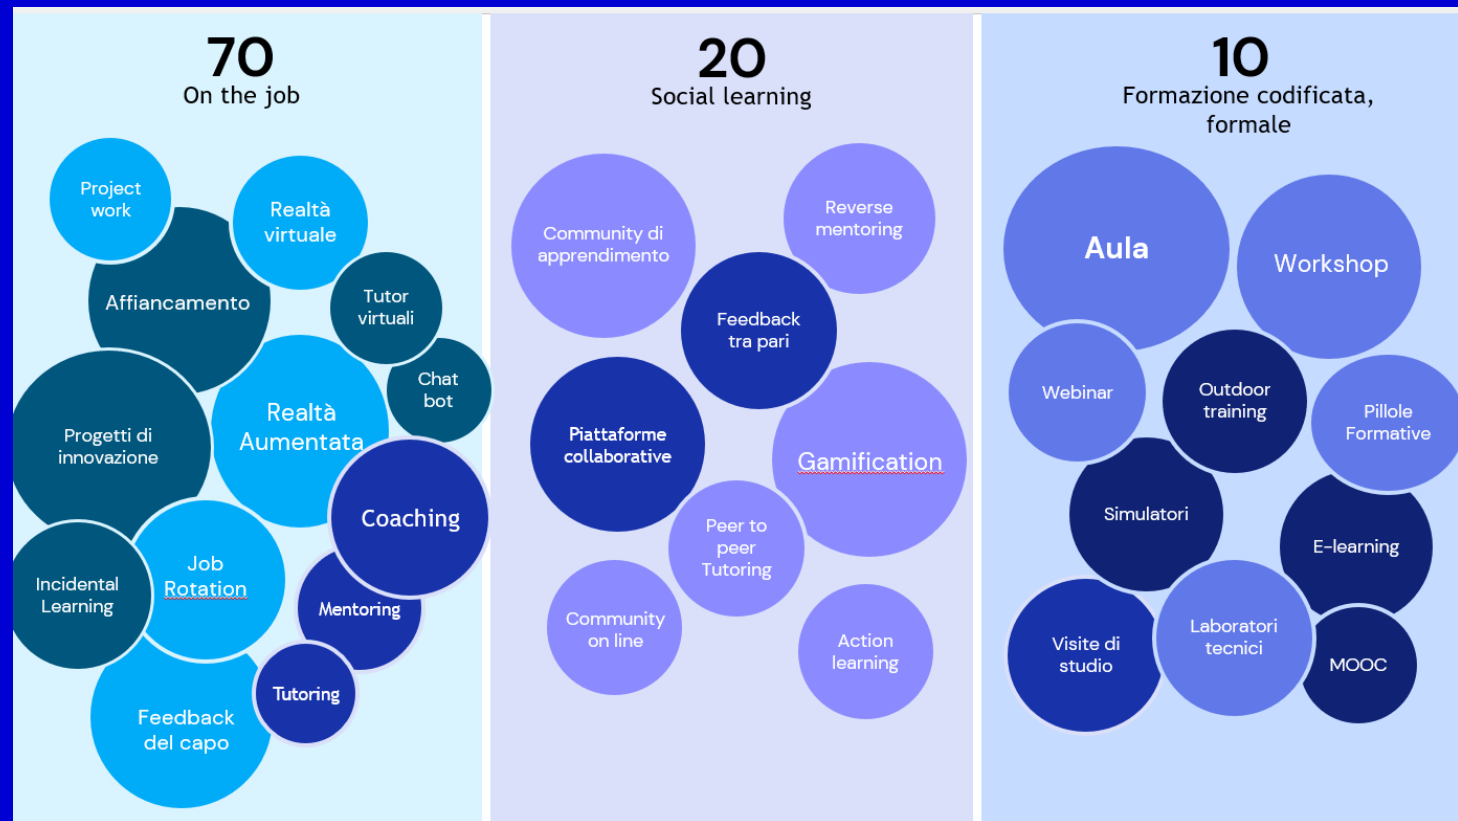 70
On the job
Project
work
Realtà
virtuale
Affiancamento
Tutor
virtuali
Chat
bot
Realtà
Aumentata
Progetti di
innovazione
Coaching
Job
Rotation
Incidental
Learning
Mentoring
Tutoring
Feedback
del capo
20
Social learning
Community di
apprendimento
Reverse
mentoring
Feedback
tra pari
Piattaforme
collaborative
Gamification
Peer to
peer
Tutoring
Community
on line
Action
learning
10
Formazione codificata,
formale
Aula
Workshop
Webinar
Outdoor
training
Pillole
Formative
Simulatori
E-learning
Visite di
studio
Laboratori
tecnici
MOOC